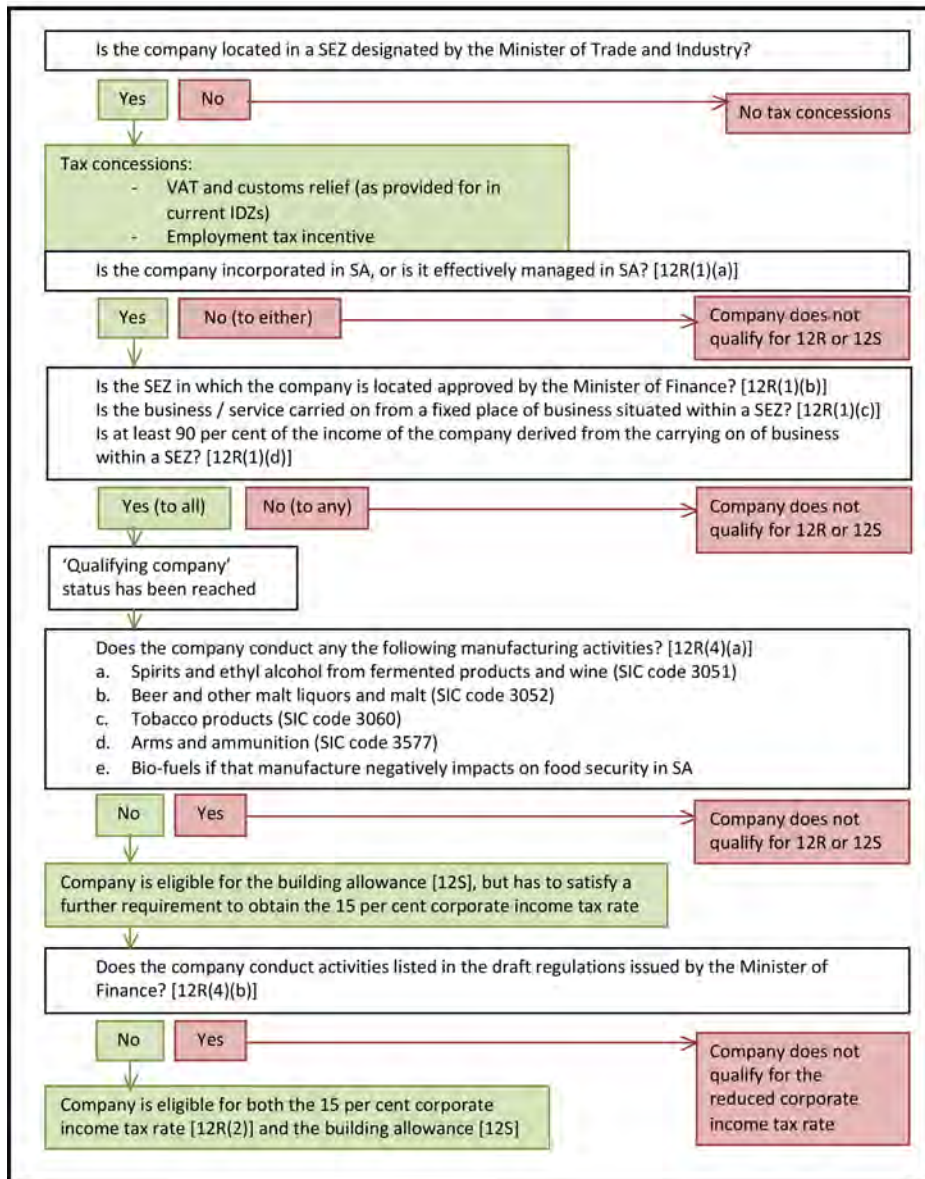 Is the company located in a SEZ designated by the Minister of Trade and Industry?
Yes
No
No tax concessions
Tax concessions:
- VAT and customs relief (as provided for in
current IDZs)
- Employment tax incentive
Is the company incorporated in SA, or is it effectively managed in SA? [12R(1)(a)]
Yes
No (to either)
Company does not
qualify for 12R or 12S
Is the SEZ in which the company is located approved by the Minister of Finance? [12R(1)(b)]
Is the business / service carried on from a fixed place of business situated within a SEZ? [12R(1)(c)]
Is at least 90 per cent of the income of the company derived from the carrying on of business
within a SEZ? [12R(1)(d)]
Yes (to all)
No (to any)
Company does not
qualify for 12R or 12S
‘Qualifying company’
status has been reached
Does the company conduct any the following manufacturing activities? [12R(4)(a)]
a. Spirits and ethyl alcohol from fermented products and wine (SIC code 3051)
b. Beer and other malt liquors and malt (SIC code 3052)
c. Tobacco products (SIC code 3060)
d. Arms and ammunition (SIC code 3577)
e. Bio-fuels if that manufacture negatively impacts on food security in SA
No
Yes
Company does not
qualify for 12R or 12S
Company is eligible for the building allowance [12S], but has to satisfy a
further requirement to obtain the 15 per cent corporate income tax rate
Does the company conduct activities listed in the draft regulations issued by the Minister of
Finance? [12R(4)(b)]
No
Yes
Company does not
qualify for the
reduced corporate
income tax rate
Company is eligible for both the 15 per cent corporate
income tax rate [12R(2)] and the building allowance [12S]